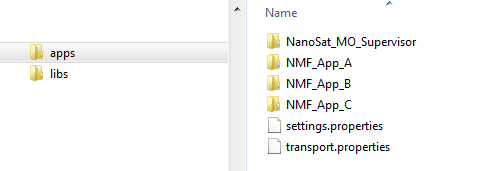 apps
libs
Name
NanoSat_MO_Supervisor
NMF_App_A
NMF_App_B
NMF_App_C
settings.properties
transport.properties